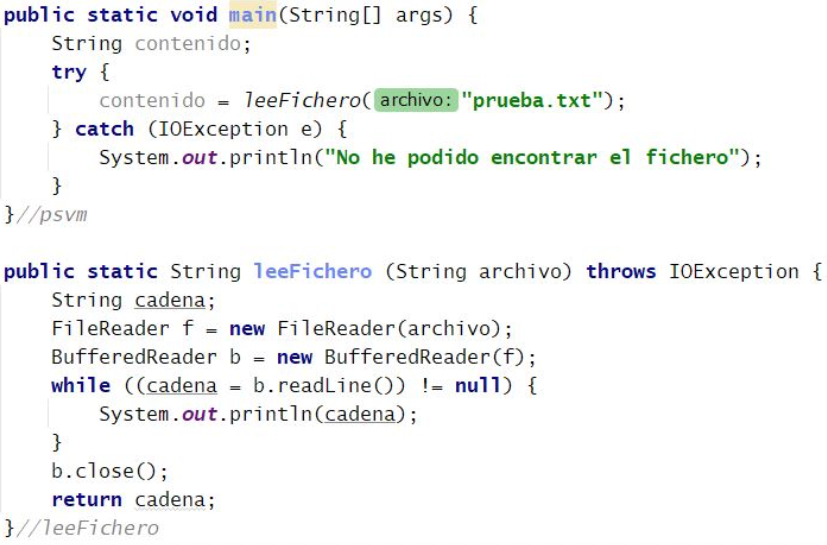 public static void main(String[] args) {
    String contenido;
    try {
        contenido = leeFichero( archivo: "prueba.txt");
    } catch (IOException e) {
        System.out.println("No he podido encontrar el fichero");
    }
}//psvm
public static String leeFichero (String archivo) throws IOException {
    String cadena;
    FileReader f = new FileReader(archivo);
    BufferedReader b = new BufferedReader(f);
    while ((cadena = b.readLine()) != null) {
        System.out.println(cadena);
    }
    b.close();
    return cadena;
}//leeFichero